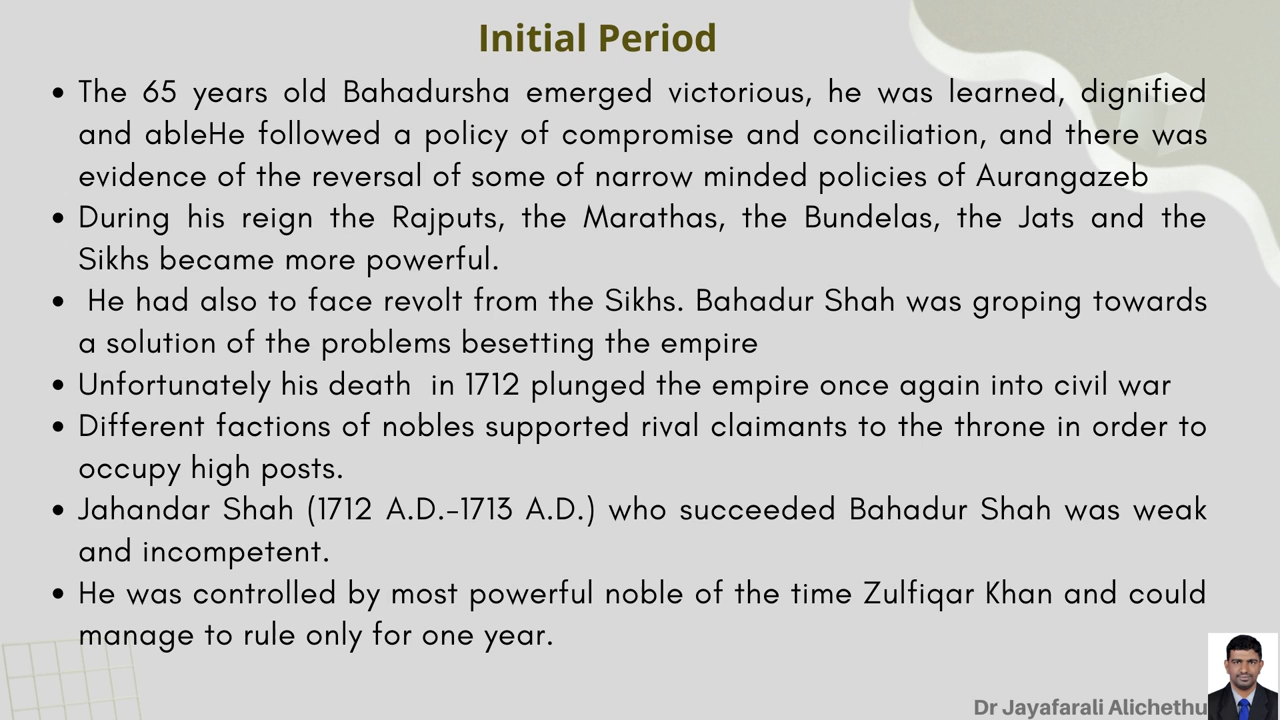 Initial Period
• The 65 years old Bahadursha emerged victorious, he was learned, dignified
and ableHe followed a policy of compromise and conciliation, and there was
evidence of the reversal of some of narrow minded policies of Aurangazeb
• During his reign the Rajputs, the Marathas, the Bundelas, the Jats and the
Sikhs became more powerful.
• He had also to face revolt from the Sikhs. Bahadur Shah was groping towards
a solution of the problems besetting the empire
• Unfortunately his death in 1712 plunged the empire once again into civil war
• Different factions of nobles supported rival claimants to the throne in order to
occupy high posts.
• Jahandar Shah (1712 A.D.-1713 A.D.) who succeeded Bahadur Shah was weak
and incompetent.
• He was controlled by most powerful noble of the time Zulfiqar Khan and could
manage to rule only for one year.
Dr Jayafarali Alichethu